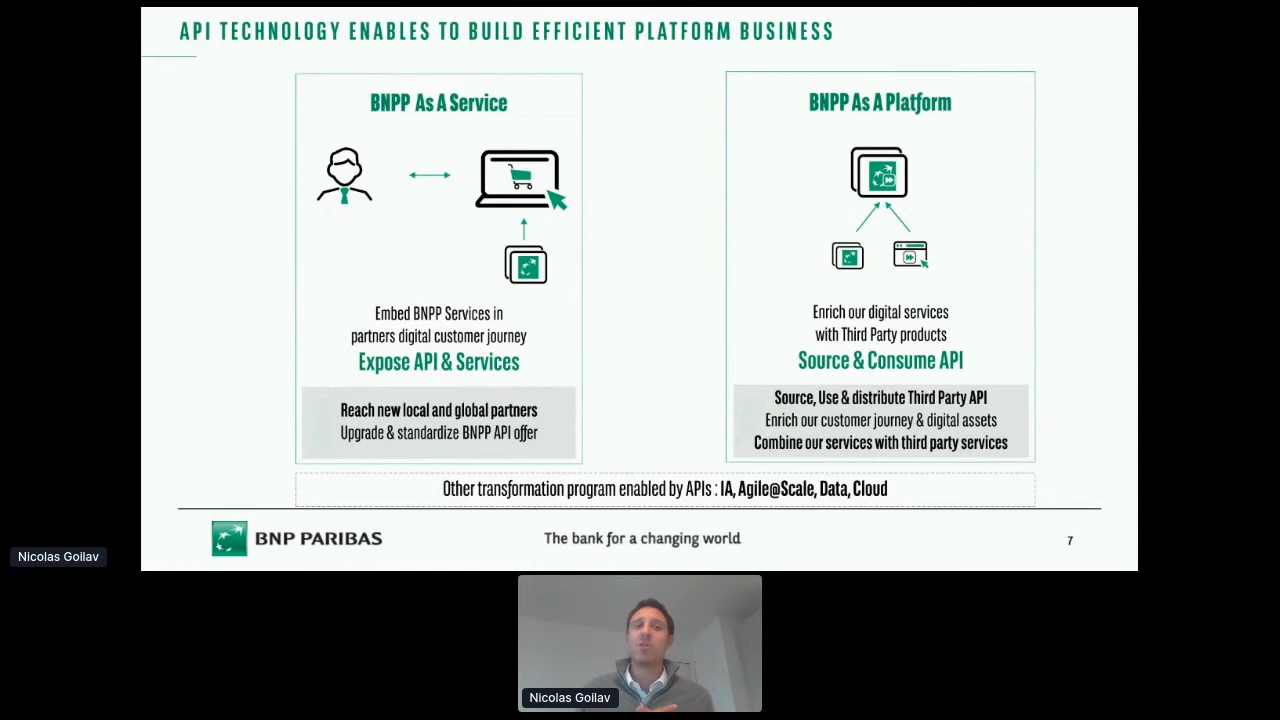 API TECHNOLOGY ENABLES TO BUILD EFFICIENT PLATFORM BUSINESS
BNPP As A Service
Embed BNPP Services in
partners digital customer journey
Expose API & Services
Reach new local and global partners
Upgrade & standardize BNPP API offer
BNPP As A Platform
Enrich our digital services
with Third Party products
Source & Consume API
Source, Use & distribute Third Party API
Enrich our customer journey & digital assets
Combine our services with third party services
Other transformation program enabled by APIs : IA, Agile@Scale, Data, Cloud
BNP PARIBAS
The bank for a changing world
7
Nicolas Goilav
Nicolas Goilav